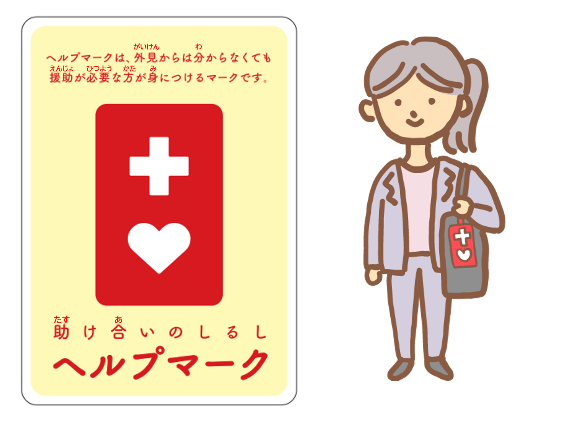 ヘルプマークは、外見からは分からなくても
援助が必要な方が身につけるマークです。
助け合いのしるし
ヘルプマーク